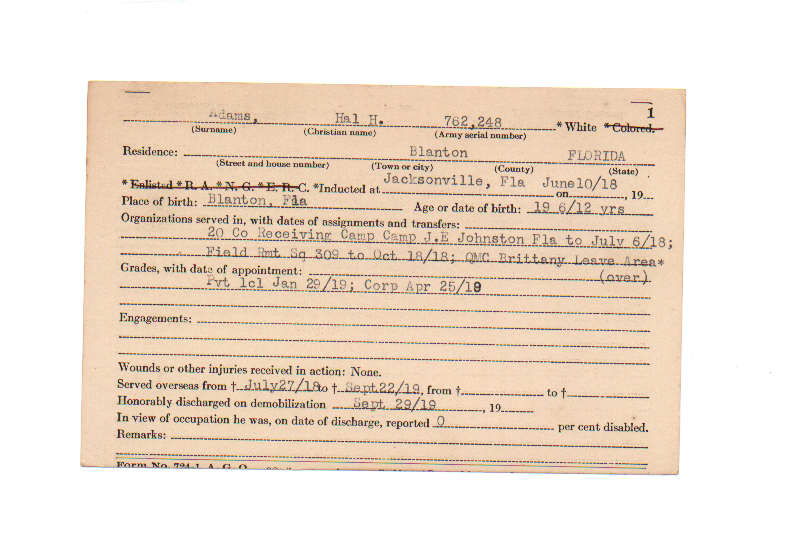 1
Adams, Hal H. 762,248 * White * Colored.
(Surname) (Christian name) (Army serial number)
Residence: Blanton FLORIDA
(Street and house number) (Town or city) (County) (State)
* Enlisted * R. A. * N. G. * E. R. C. * Inducted at Jacksonville, Fla on June10/18, 19
Place of birth: Blanton, Fla Age or date of birth: 19 6/12 yrs
Organizations served in, with dates of assignments and transfers:
20 Co Receiving Camp Camp J.E Johnston Fla to July 6/18;
Field Rmt Sq 309 to Oct 18/18; QMC Brittany Leave Area*
Grades, with date of appointment: (over)
Pvt 1cl Jan 29/19; Corp Apr 25/19
Engagements:
Wounds or other injuries received in action: None.
Served overseas from † July27/18 to † Sept22/19, from † to †
Honorably discharged on demobilization Sept 29/19, 19
In view of occupation he was, on date of discharge, reported 0 per cent disabled.
Remarks:
Form No. 724-1, A. G. O.